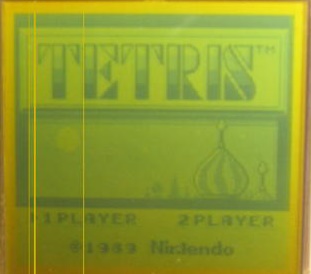 TETRIS™
1PLAYER 2PLAYER
©1989 Nintendo